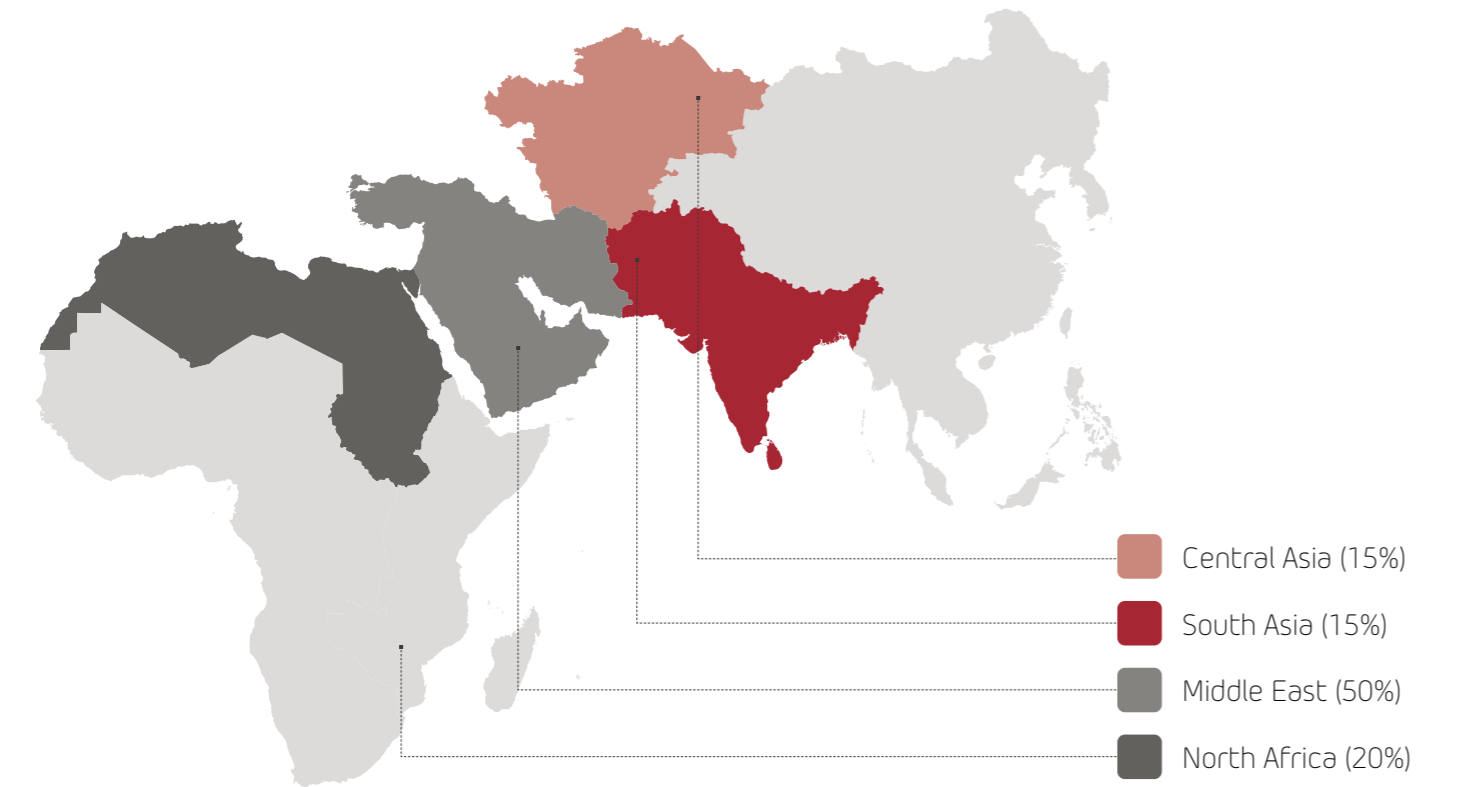 Central Asia (15%)
South Asia (15%)
Middle East (50%)
North Africa (20%)